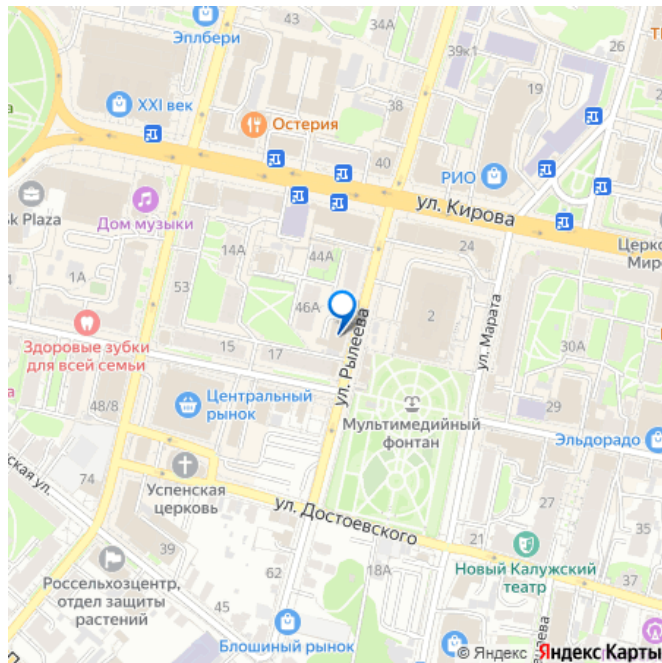 43
34
Эплбери
39к1
26
XXI век
38
19
Остерия
40
РИО
sk Plaza
Дом музыки
ул. Кирова
14А
44А
24
1А
53
46А
2
ул. Рылеева
ул. Марата
30А
Здоровые зубки
для всей семьи
15
17
Центральный
рынок
48/8
Мультимедийный
фонтан
29
Эльдорадо
74
Успенская
церковь
ул. Достоевского
27
39
21
Новый Калужский
театр
Россельхозцентр,
отдел защиты
растений
62
18А
37
45
Блошиный рынок
© Яндекс Яндекс Карты